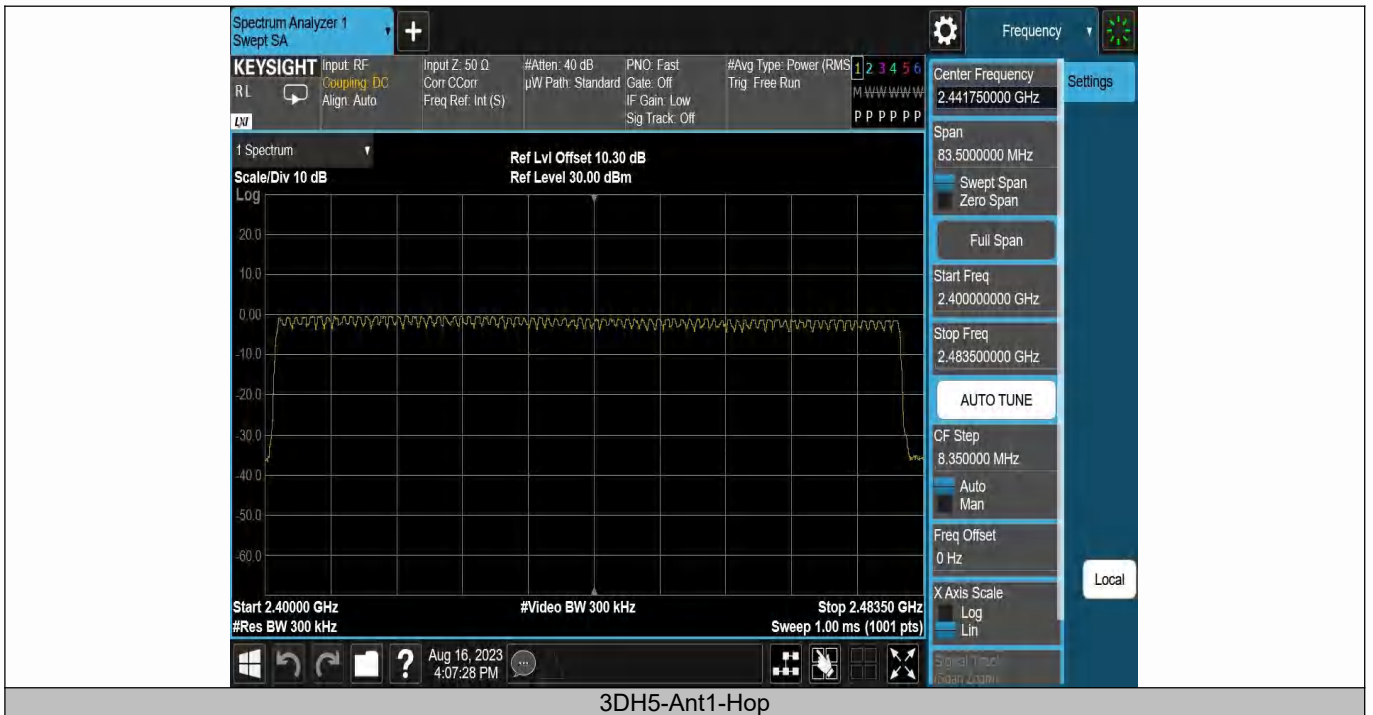 Spectrum Analyzer 1
Swept SA
Frequency
KEYSIGHT
RL
LXI
Input: RF
Coupling: DC
Align: Auto
Input Z: 50 Ω
Corr CCorr
Freq Ref: Int (S)
#Atten: 40 dB
µW Path: Standard
PNO: Fast
Gate: Off
IF Gain: Low
Sig Track: Off
#Avg Type: Power (RMS
Trig: Free Run
1 2 3 4 5 6
M W W W W W
P P P P P P
Center Frequency
2.441750000 GHz
Settings
Span
83.5000000 MHz
Swept Span
Zero Span
Full Span
Start Freq
2.400000000 GHz
Stop Freq
2.483500000 GHz
AUTO TUNE
CF Step
8.350000 MHz
Auto
Man
Freq Offset
0 Hz
X Axis Scale
Log
Lin
Signal Track
(Span Zoom)
Local
1 Spectrum
Scale/Div 10 dB
Ref Lvl Offset 10.30 dB
Ref Level 30.00 dBm
Log
20.0
10.0
0.00
-10.0
-20.0
-30.0
-40.0
-50.0
-60.0
Start 2.40000 GHz
#Res BW 300 kHz
#Video BW 300 kHz
Stop 2.48350 GHz
Sweep 1.00 ms (1001 pts)
?
Aug 16, 2023
4:07:28 PM
3DH5-Ant1-Hop